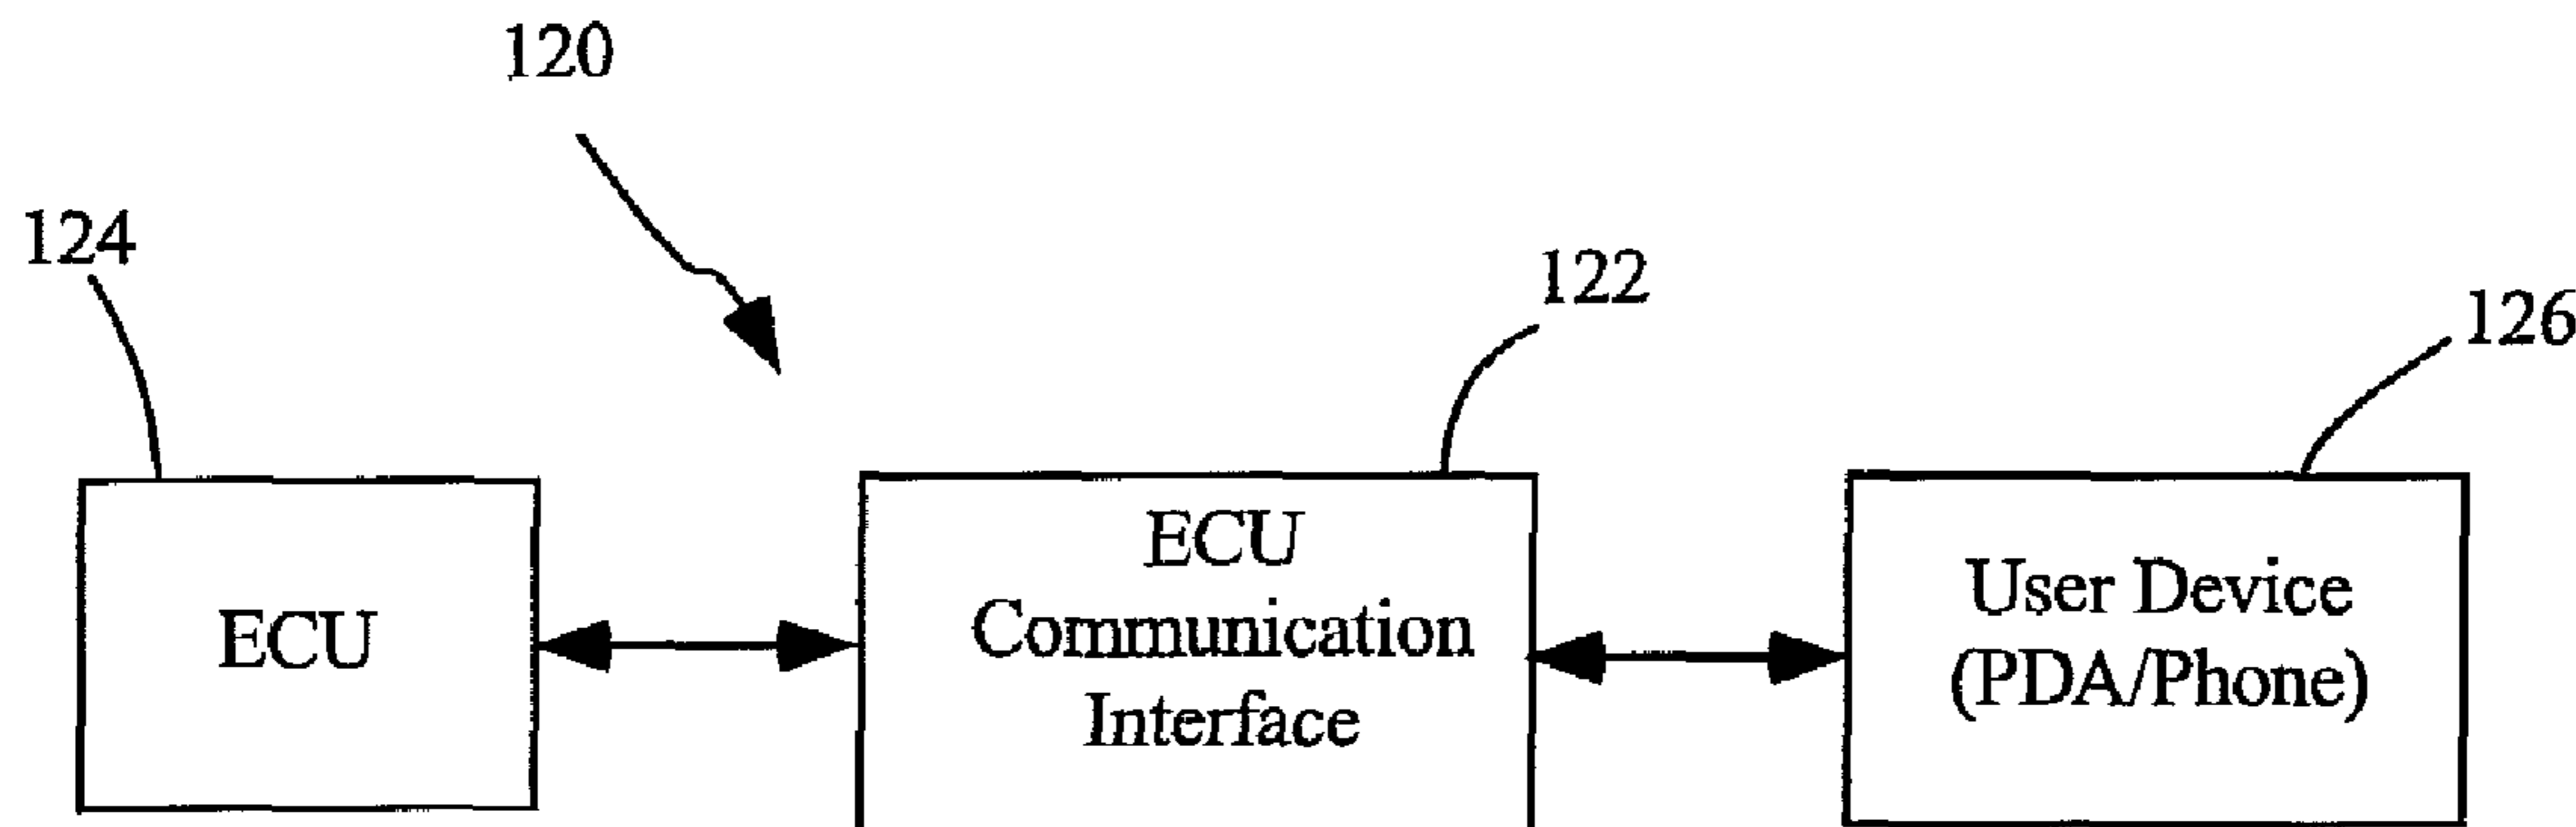 120
124
122
126
ECU
ECU
Communication
Interface
User Device
(PDA/Phone)